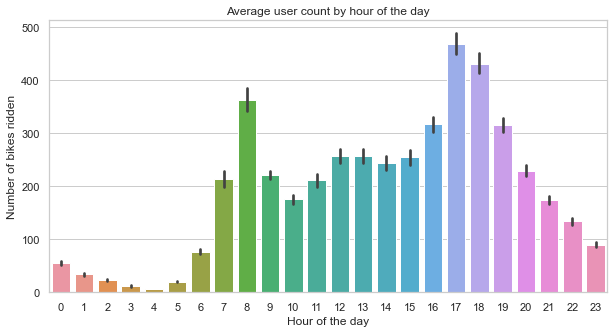 Average user count by hour of the day
Number of bikes ridden
500
400
300
200
100
0
0 1 2 3 4 5 6 7 8 9 10 11 12 13 14 15 16 17 18 19 20 21 22 23
Hour of the day